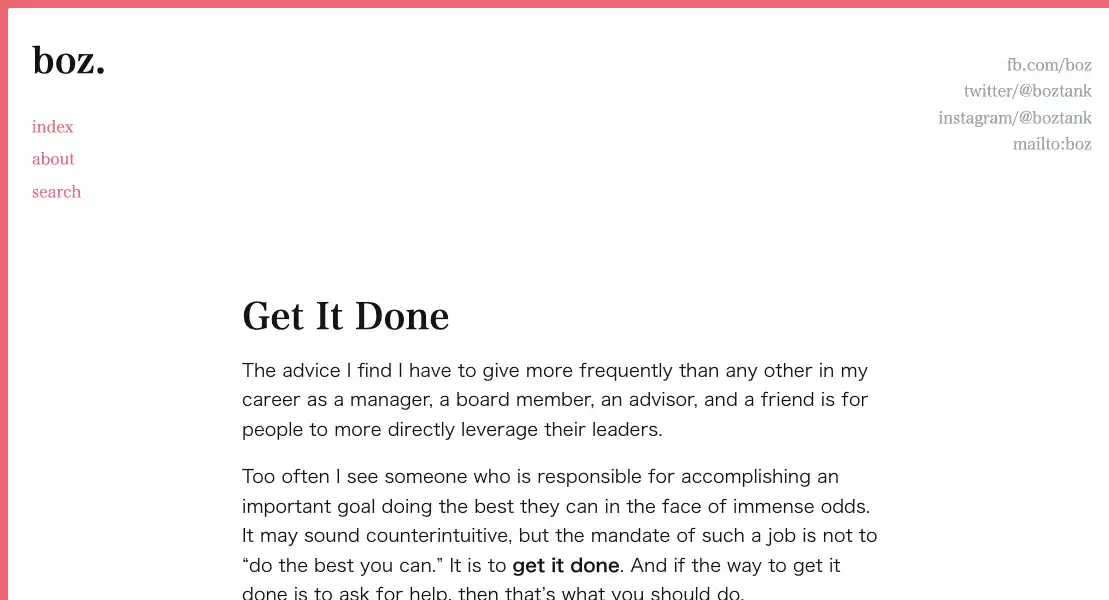 boz.
index
about
search
fb.com/boz
twitter/@boztank
instagram/@boztank
mailto:boz
Get It Done
The advice I find I have to give more frequently than any other in my
career as a manager, a board member, an advisor, and a friend is for
people to more directly leverage their leaders.
Too often I see someone who is responsible for accomplishing an
important goal doing the best they can in the face of immense odds.
It may sound counterintuitive, but the mandate of such a job is not to
“do the best you can.” It is to get it done. And if the way to get it
done is to ask for help, then that’s what you should do.